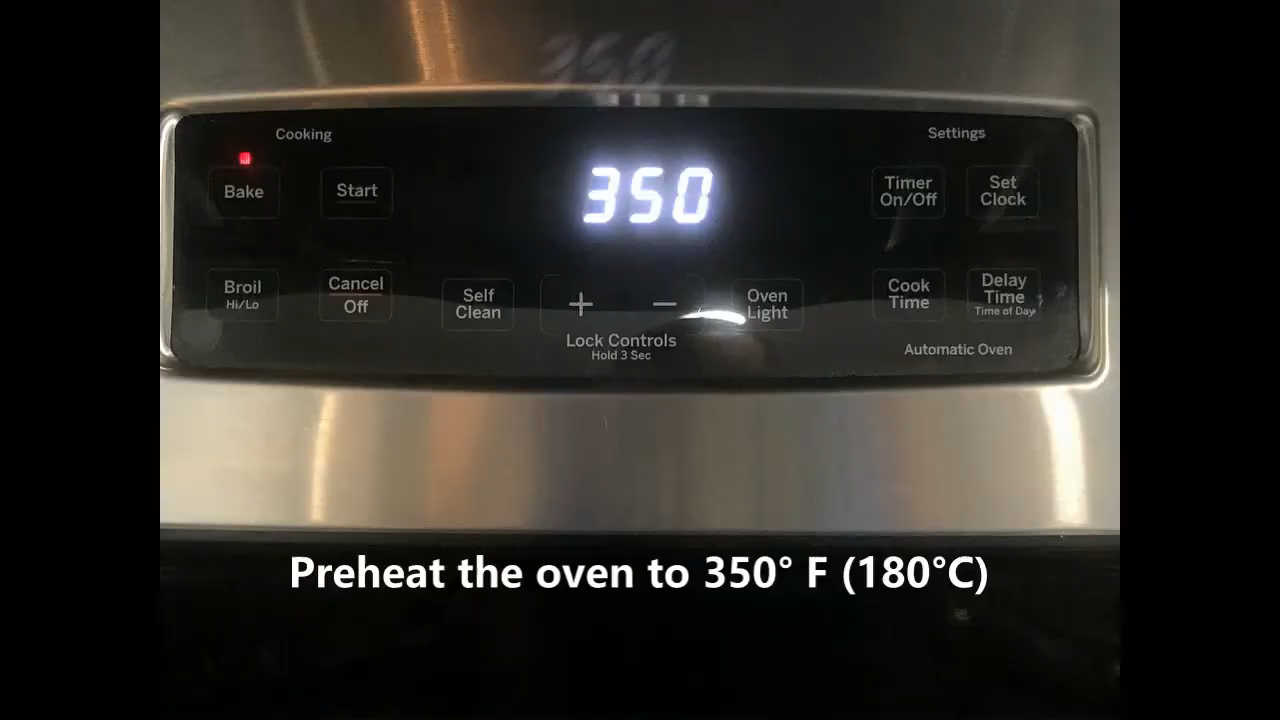 Cooking
Settings
350
Bake
Start
Timer
On/Off
Set
Clock
Broil
Hi/Lo
Cancel
Off
Self
Clean
+
−
Lock Controls
Hold 3 Sec
Oven
Light
Cook
Time
Delay
Time
Time of Day
Automatic Oven
Preheat the oven to 350° F (180°C)